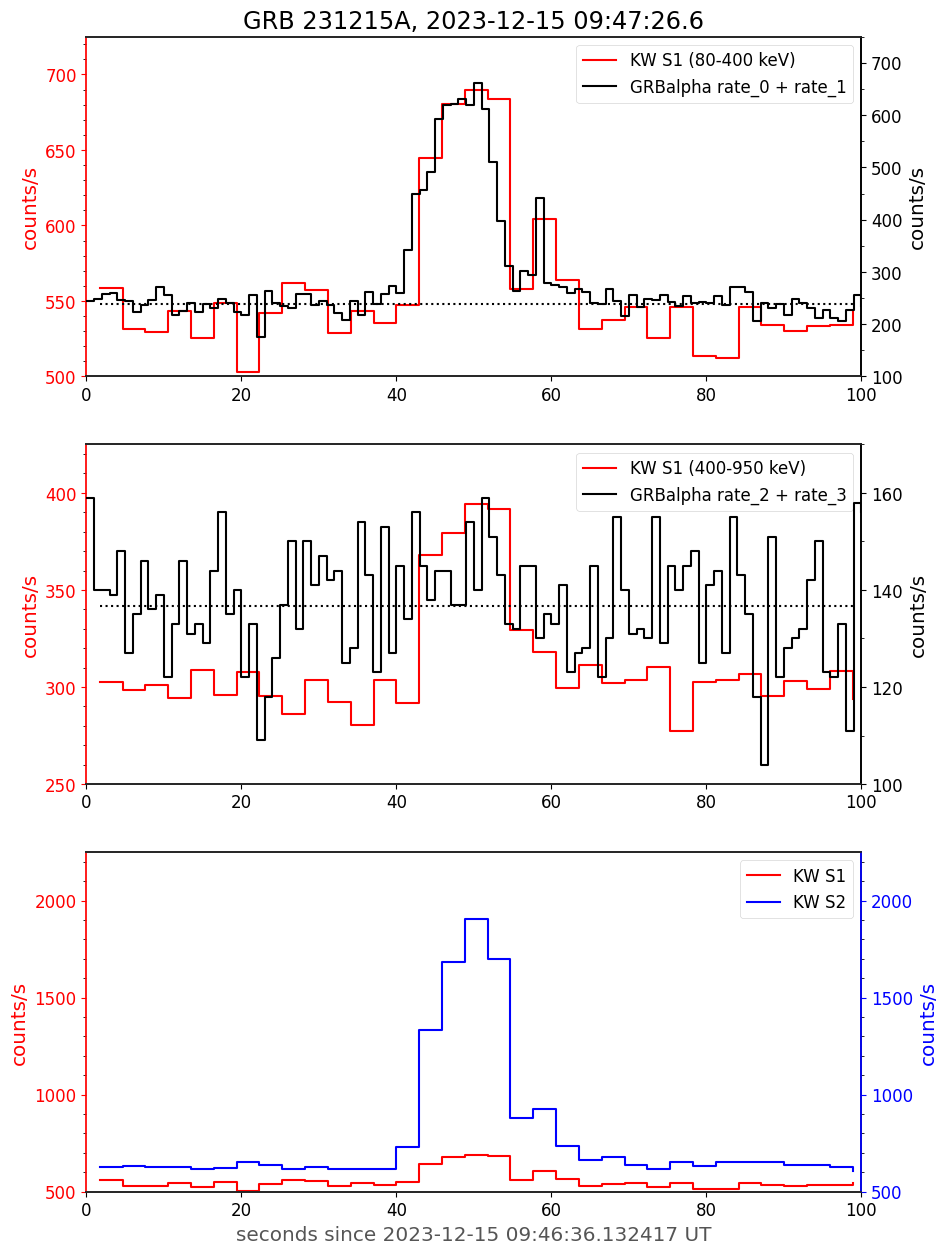 GRB 231215A, 2023-12-15 09:47:26.6
KW S1 (80-400 keV)
GRBalpha rate_0 + rate_1
700
650
600
550
500
counts/s
700
600
500
400
300
200
100
counts/s
0 20 40 60 80 100
KW S1 (400-950 keV)
GRBalpha rate_2 + rate_3
400
350
300
250
counts/s
160
140
120
100
counts/s
0 20 40 60 80 100
KW S1
KW S2
2000
1500
1000
500
counts/s
2000
1500
1000
500
counts/s
0 20 40 60 80 100
seconds since 2023-12-15 09:46:36.132417 UT